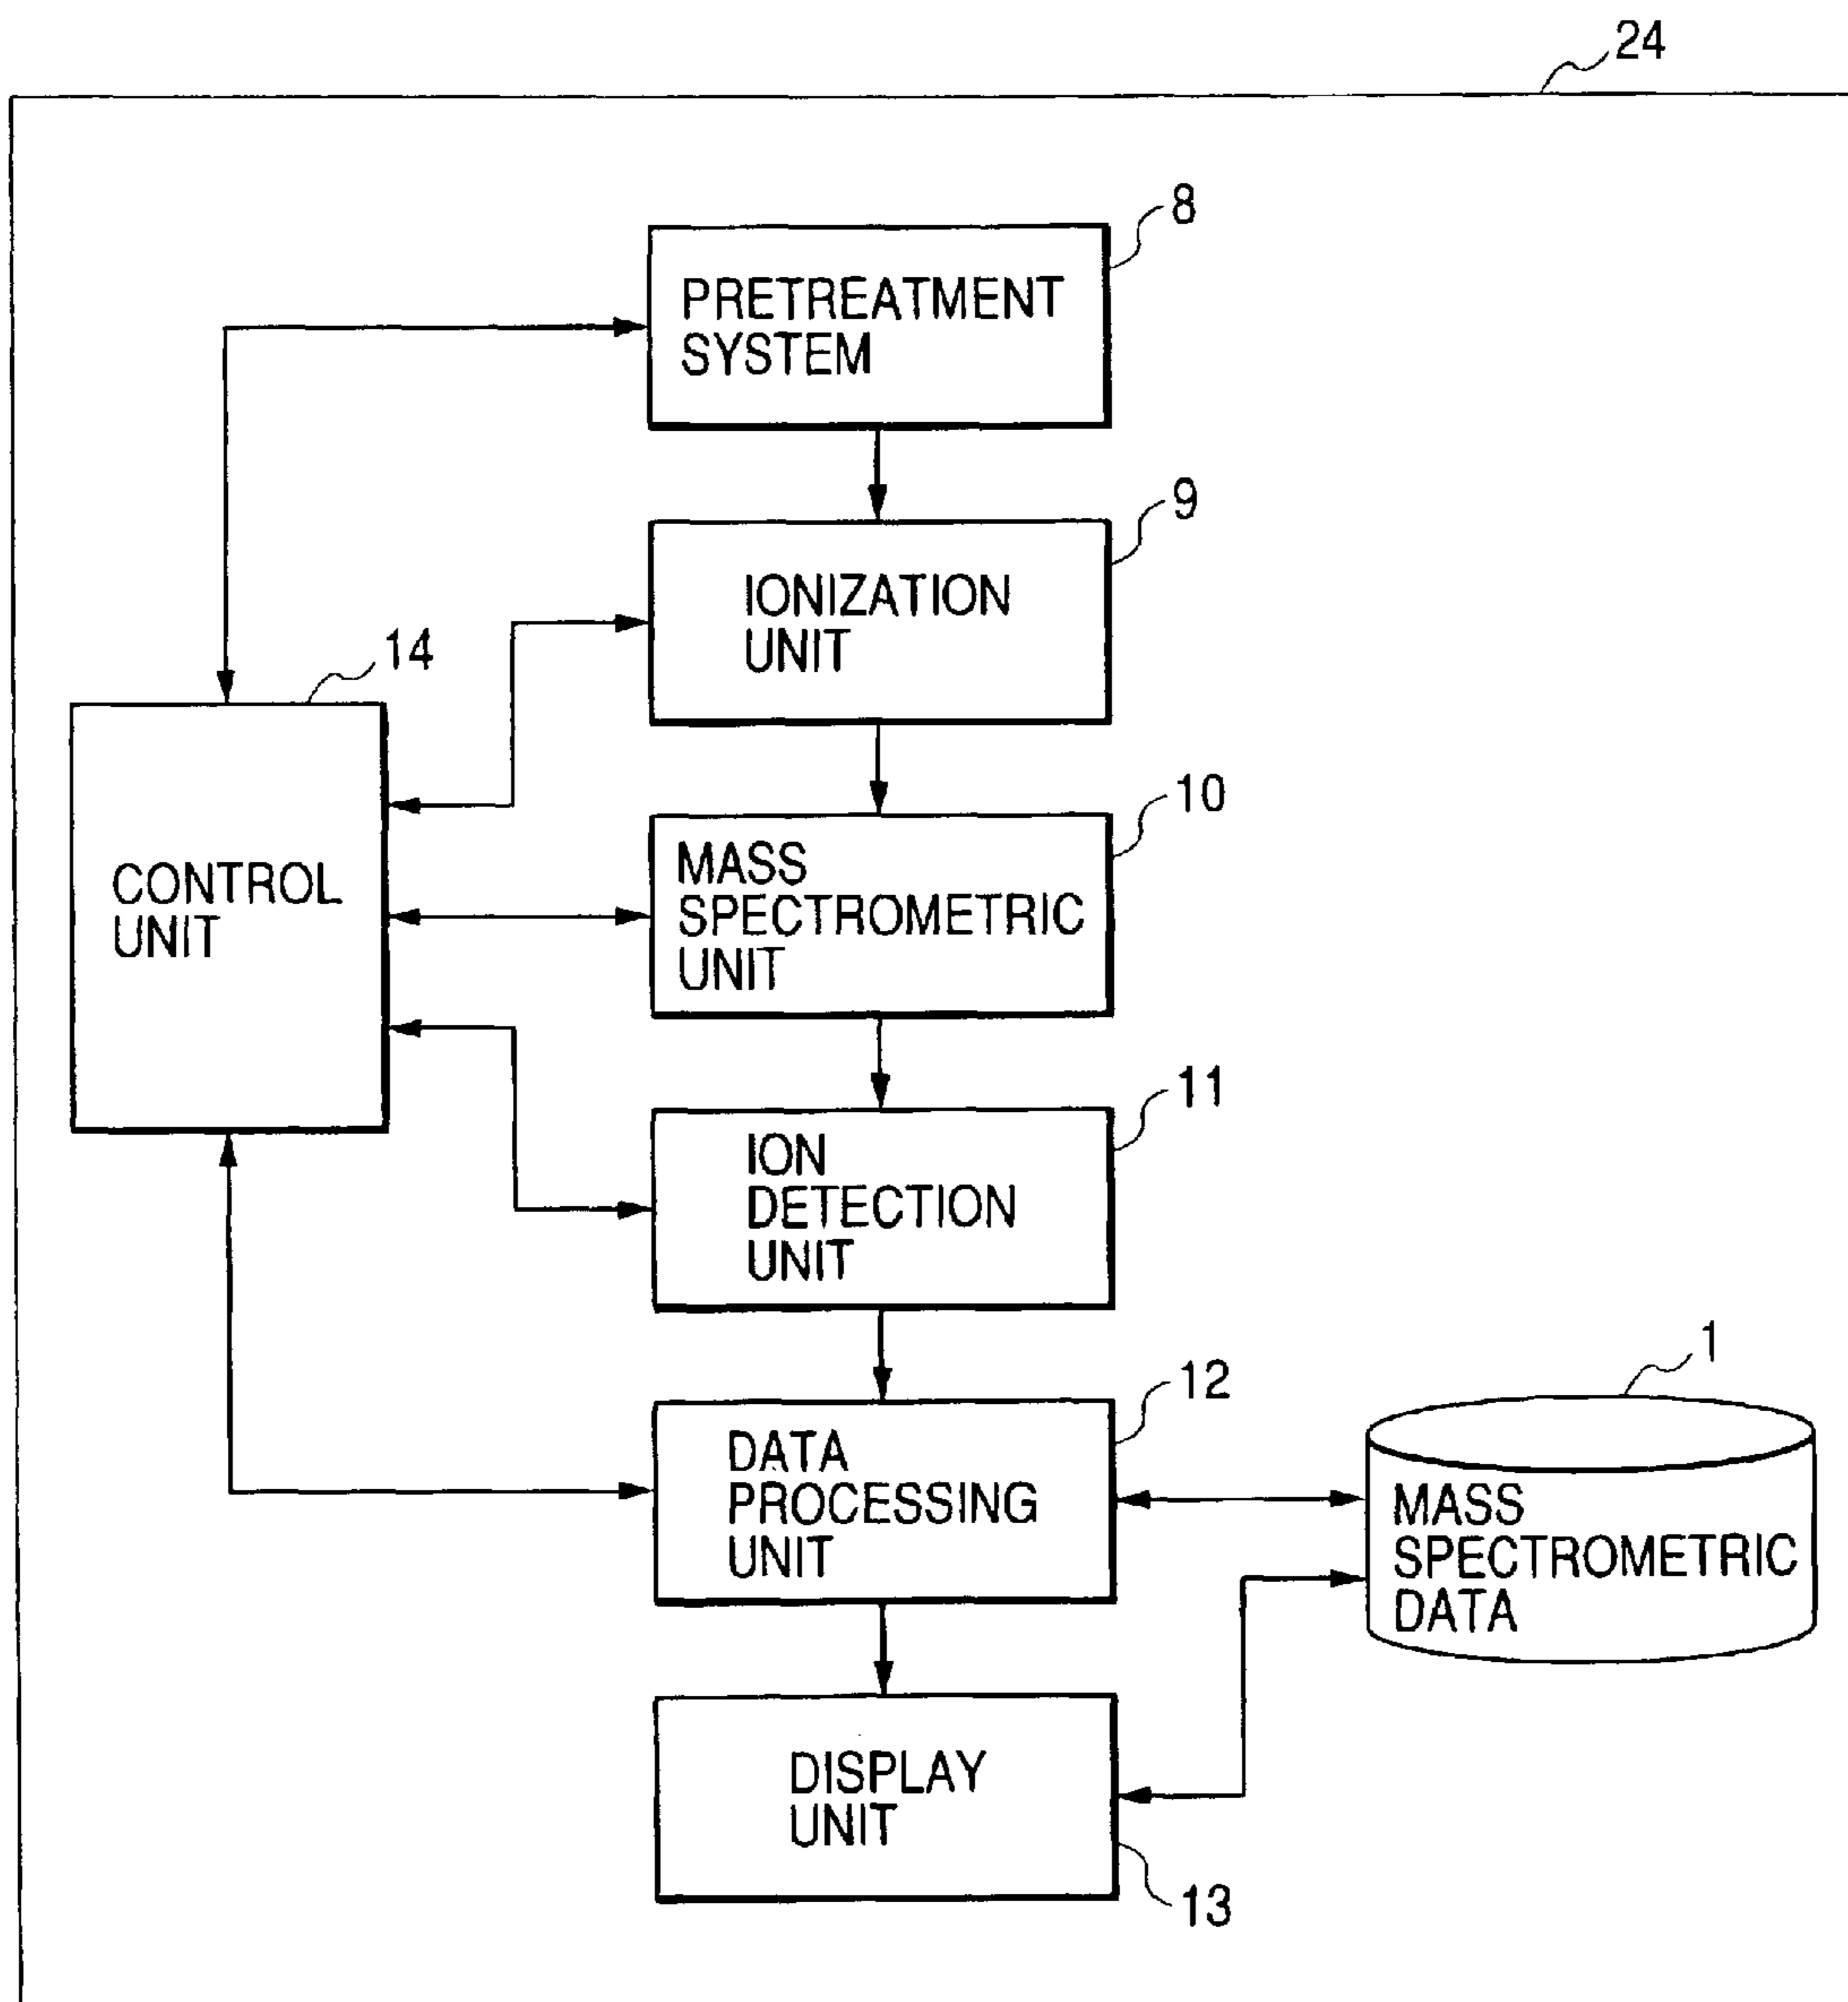 24
8
PRETREATMENT
SYSTEM
9
IONIZATION
UNIT
14
CONTROL
UNIT
10
MASS
SPECTROMETRIC
UNIT
11
ION
DETECTION
UNIT
12
DATA
PROCESSING
UNIT
1
MASS
SPECTROMETRIC
DATA
DISPLAY
UNIT
13